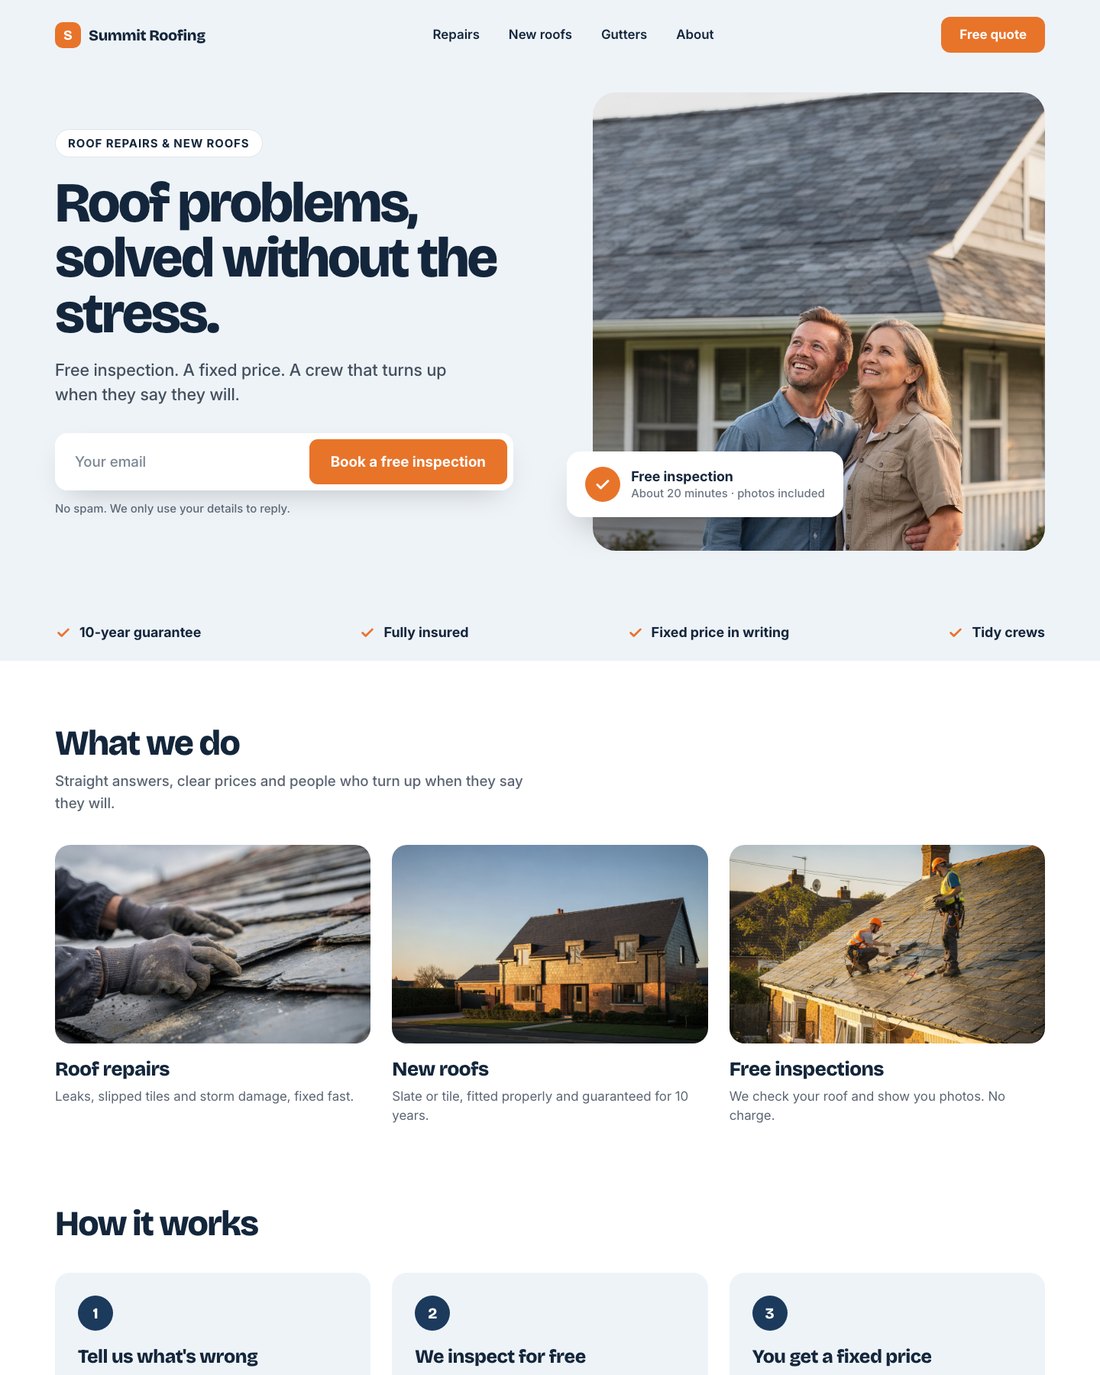 S Summit Roofing
Repairs New roofs Gutters About
Free quote
ROOF REPAIRS & NEW ROOFS
Roof problems,
solved without the
stress.
Free inspection. A fixed price. A crew that turns up
when they say they will.
Your email
Book a free inspection
No spam. We only use your details to reply.
Free inspection
About 20 minutes · photos included
10-year guarantee
Fully insured
Fixed price in writing
Tidy crews
What we do
Straight answers, clear prices and people who turn up when they say
they will.
Roof repairs
Leaks, slipped tiles and storm damage, fixed fast.
New roofs
Slate or tile, fitted properly and guaranteed for 10
years.
Free inspections
We check your roof and show you photos. No
charge.
How it works
1
Tell us what's wrong
2
We inspect for free
3
You get a fixed price